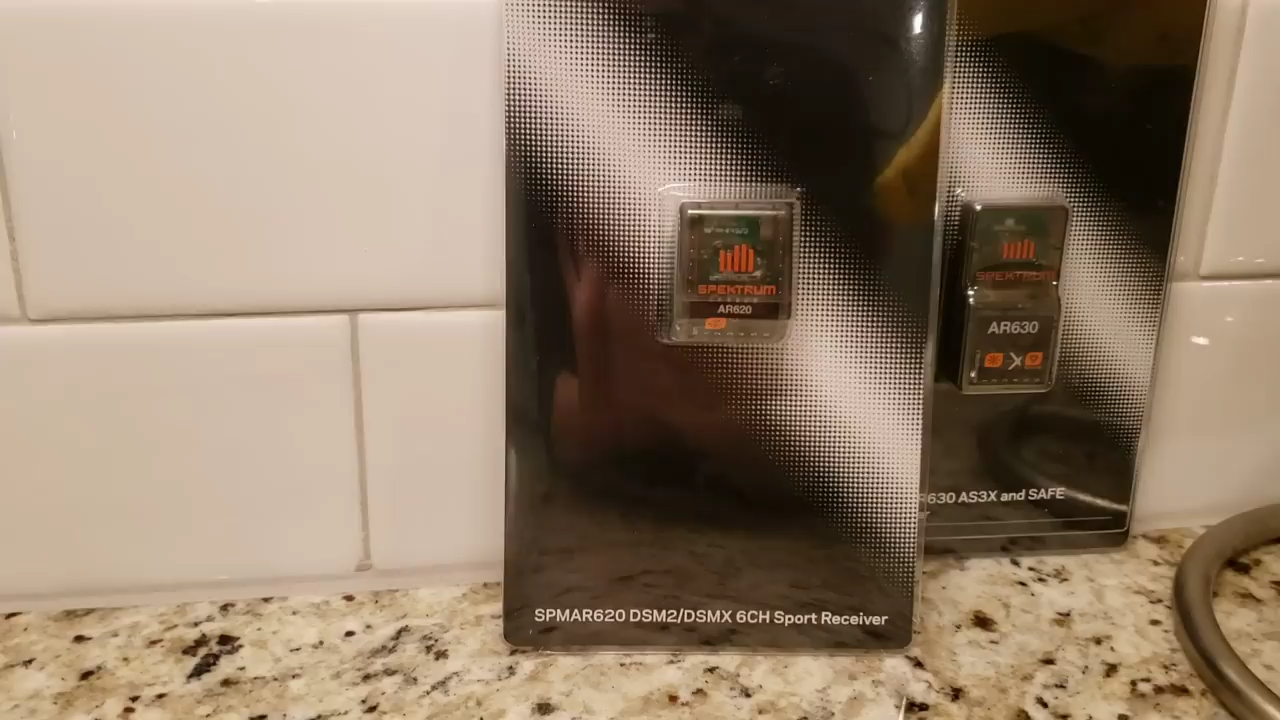 SPEKTRUM
AR620
SPMAR620 DSM2/DSMX 6CH Sport Receiver
SPEKTRUM
AR630
630 AS3X and SAFE